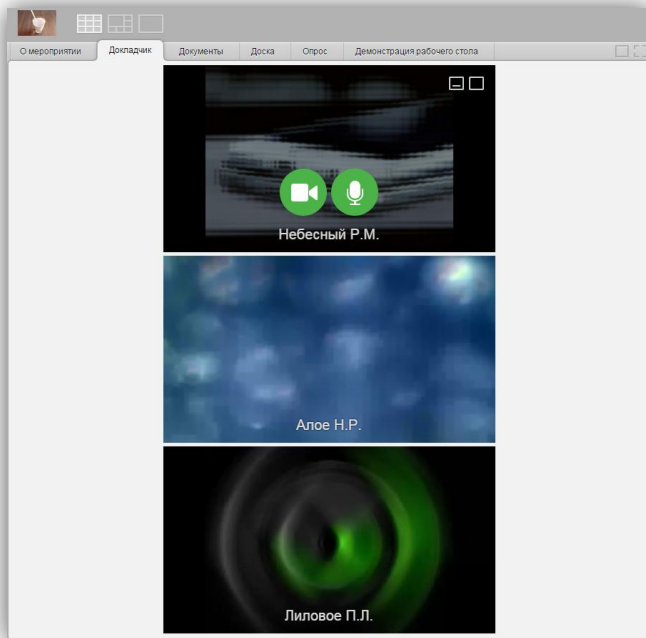 О мероприятии Докладчик Документы Доска Опрос Демонстрация рабочего стола
Небесный Р.М.
Алое Н.Р.
Лиловое П.Л.